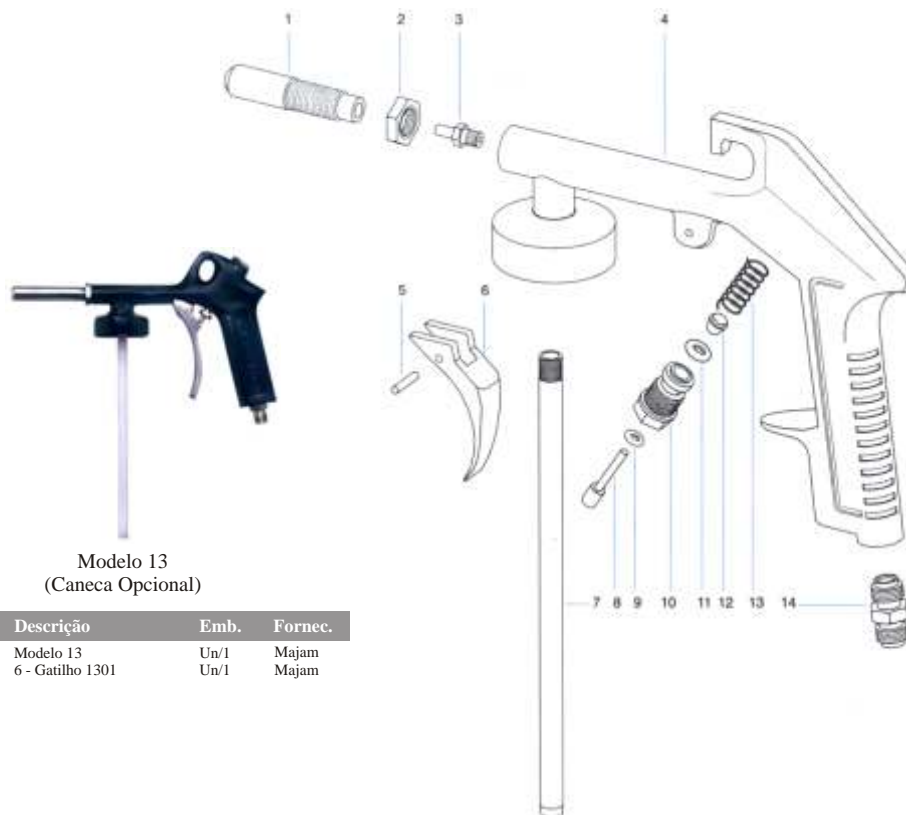 1 2 3 4
5 6
7 8 9 10 11 12 13 14
Modelo 13
(Caneca Opcional)
Descrição Emb. Fornec.
Modelo 13 Un/1 Majam
6 - Gatilho 1301 Un/1 Majam